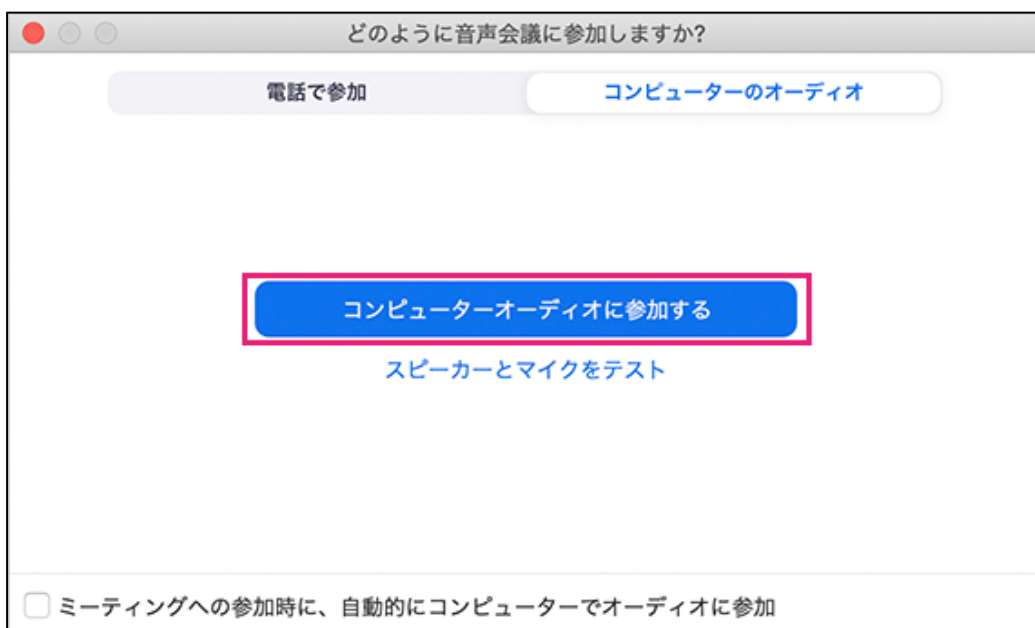 どのように音声会議に参加しますか?
電話で参加 コンピューターのオーディオ
コンピューターオーディオに参加する
スピーカーとマイクをテスト
ミーティングへの参加時に、自動的にコンピューターでオーディオに参加